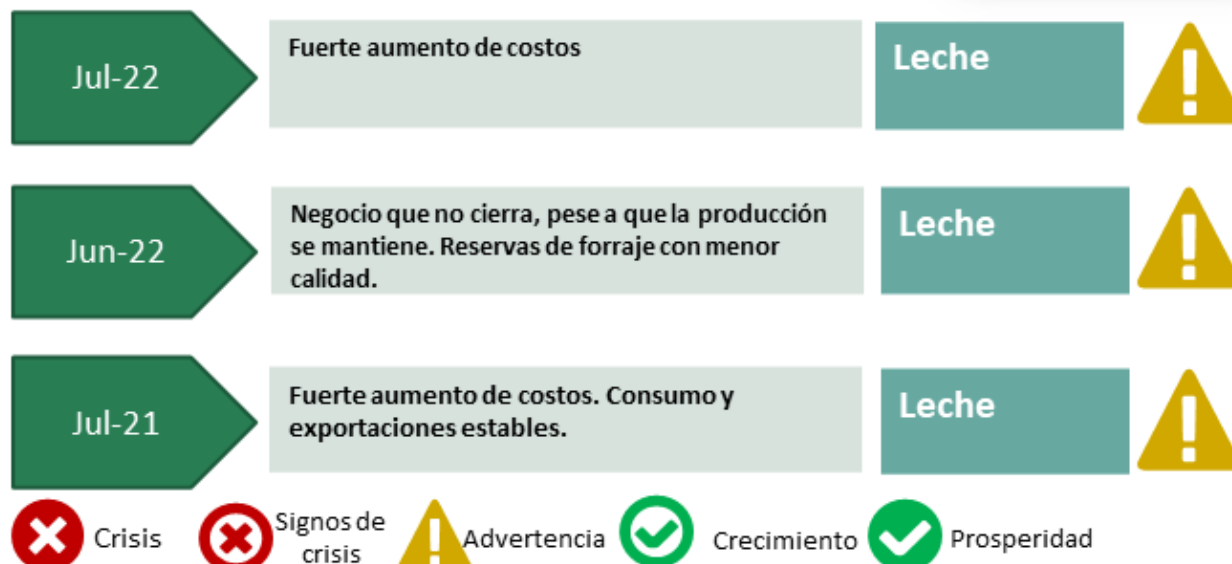 Jul-22
Fuerte aumento de costos
Leche
Jun-22
Negocio que no cierra, pese a que la producción
se mantiene. Reservas de forraje con menor
calidad.
Leche
Jul-21
Fuerte aumento de costos. Consumo y
exportaciones estables.
Leche
Crisis
Signos de
crisis
Advertencia
Crecimiento
Prosperidad